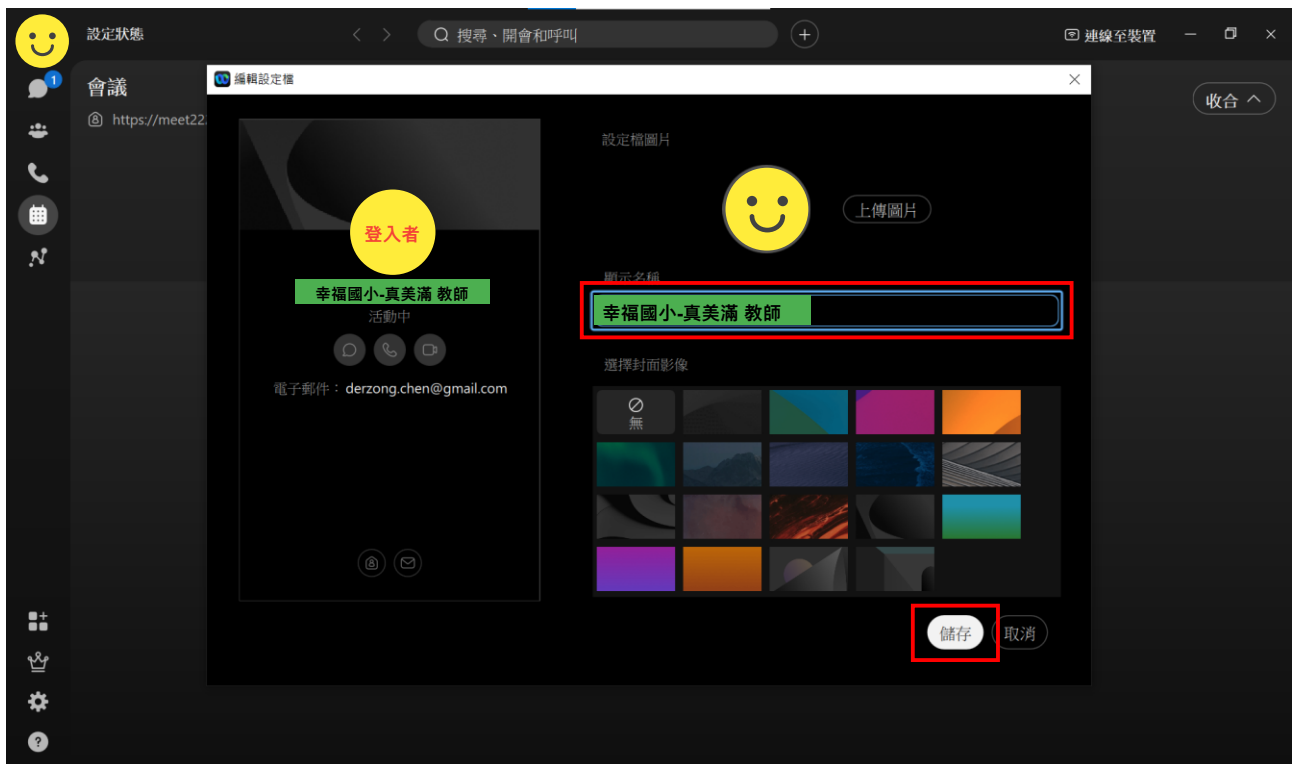 設定狀態
搜尋、開會和呼叫
連線至裝置
1
會議
https://meet22
收合
編輯設定檔
登入者
幸福國小-真美滿 教師
活動中
電子郵件： derzong.chen@gmail.com
設定檔圖片
上傳圖片
顯示名稱
幸福國小-真美滿 教師
選擇封面影像
無
儲存
取消